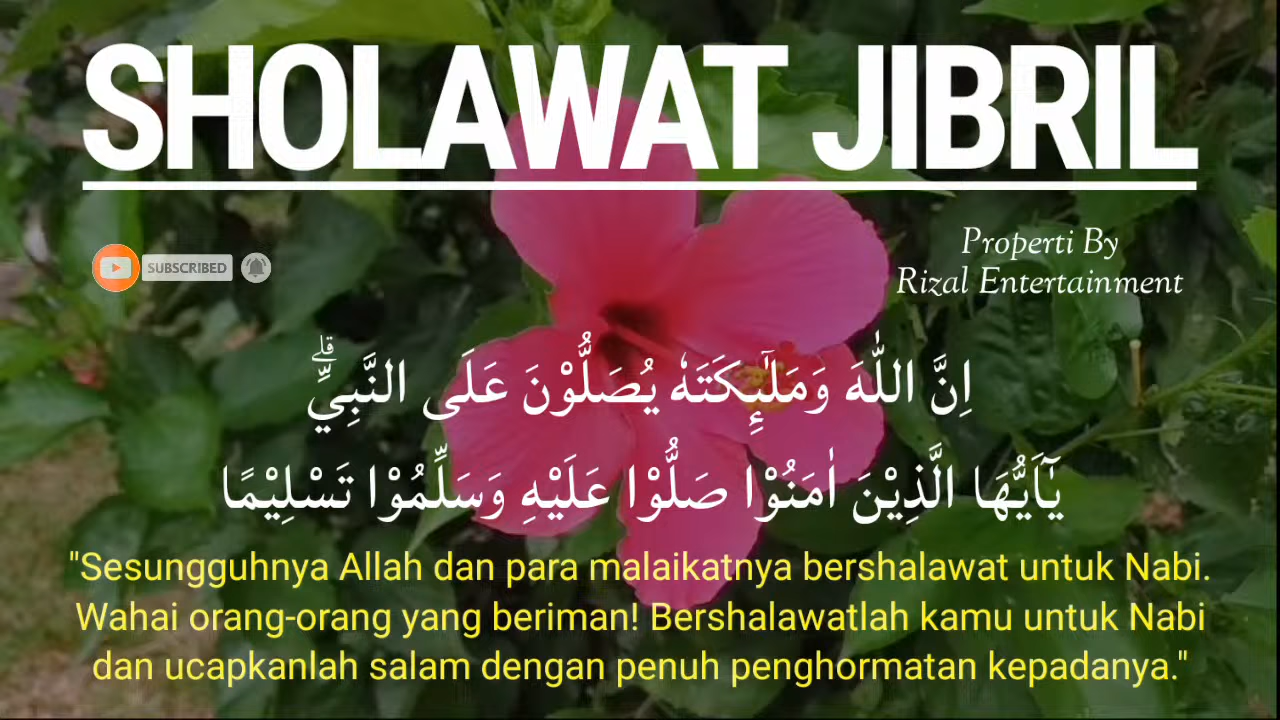 SHOLAWAT JIBRIL
Properti By
Rizal Entertainment
SUBSCRIBED
اِنَّ اللّٰهَ وَمَلٰۤىِٕكَتَهٗ يُصَلُّوْنَ عَلَى النَّبِيِّۗ
يٰٓاَيُّهَا الَّذِيْنَ اٰمَنُوْا صَلُّوْا عَلَيْهِ وَسَلِّمُوْا تَسْلِيْمًا
"Sesungguhnya Allah dan para malaikatnya bershalawat untuk Nabi.
Wahai orang-orang yang beriman! Bershalawatlah kamu untuk Nabi
dan ucapkanlah salam dengan penuh penghormatan kepadanya."